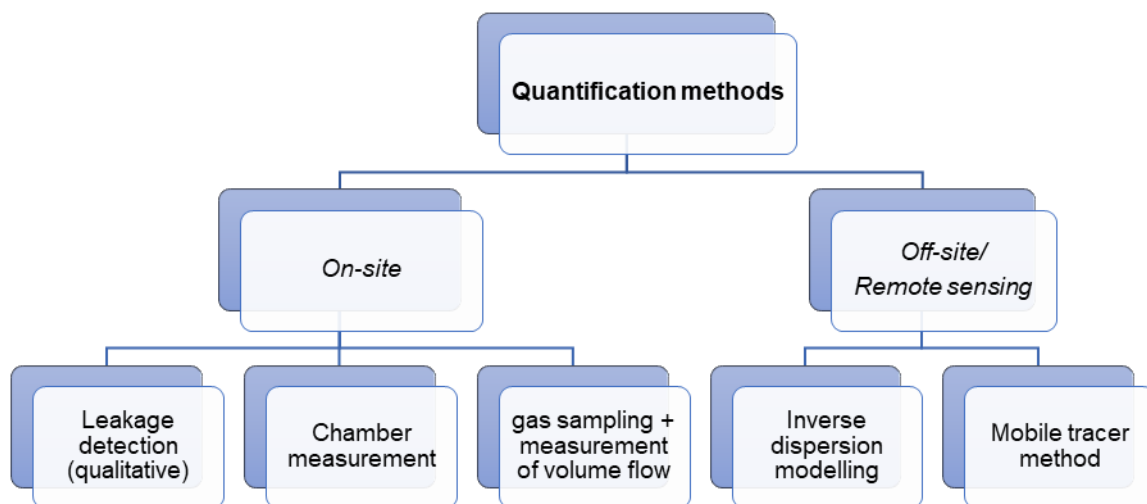 Quantification methods
On-site
Off-site/
Remote sensing
Leakage
detection
(qualitative)
Chamber
measurement
gas sampling +
measurement
of volume flow
Inverse
dispersion
modelling
Mobile tracer
method